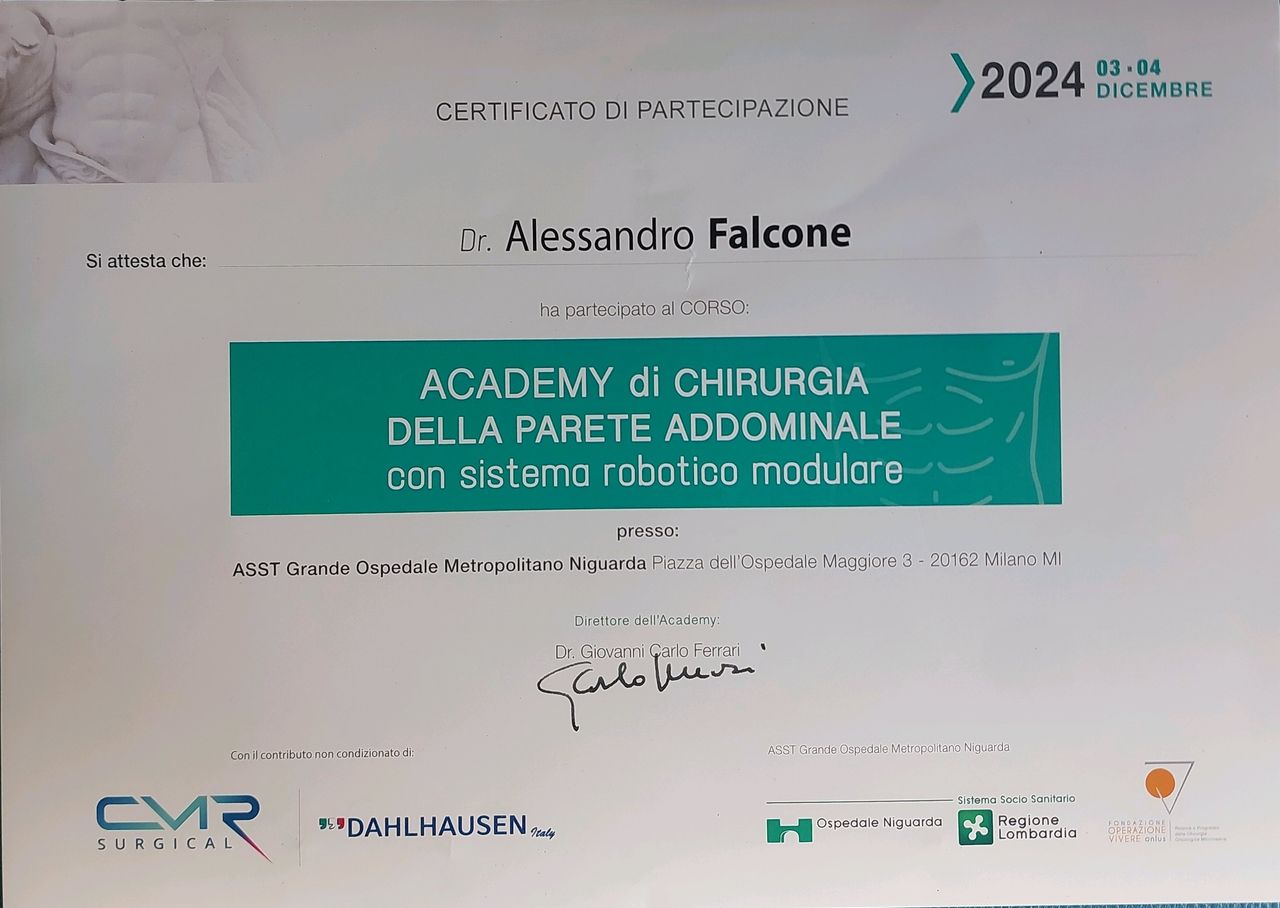 CERTIFICATO DI PARTECIPAZIONE
2024 03-04
DICEMBRE
Si attesta che: Dr. Alessandro Falcone
ha partecipato al CORSO:
ACADEMY di CHIRURGIA
DELLA PARETE ADDOMINALE
con sistema robotico modulare
presso:
ASST Grande Ospedale Metropolitano Niguarda Piazza dell'Ospedale Maggiore 3 - 20162 Milano MI
Direttore dell'Academy:
Dr. Giovanni Carlo Ferrari
Con il contributo non condizionato di:
CMR
SURGICAL
DAHLHAUSEN Italy
ASST Grande Ospedale Metropolitano Niguarda
Ospedale Niguarda
Sistema Socio Sanitario
Regione
Lombardia
FONDAZIONE
OPERAZIONE
VIVERE onlus